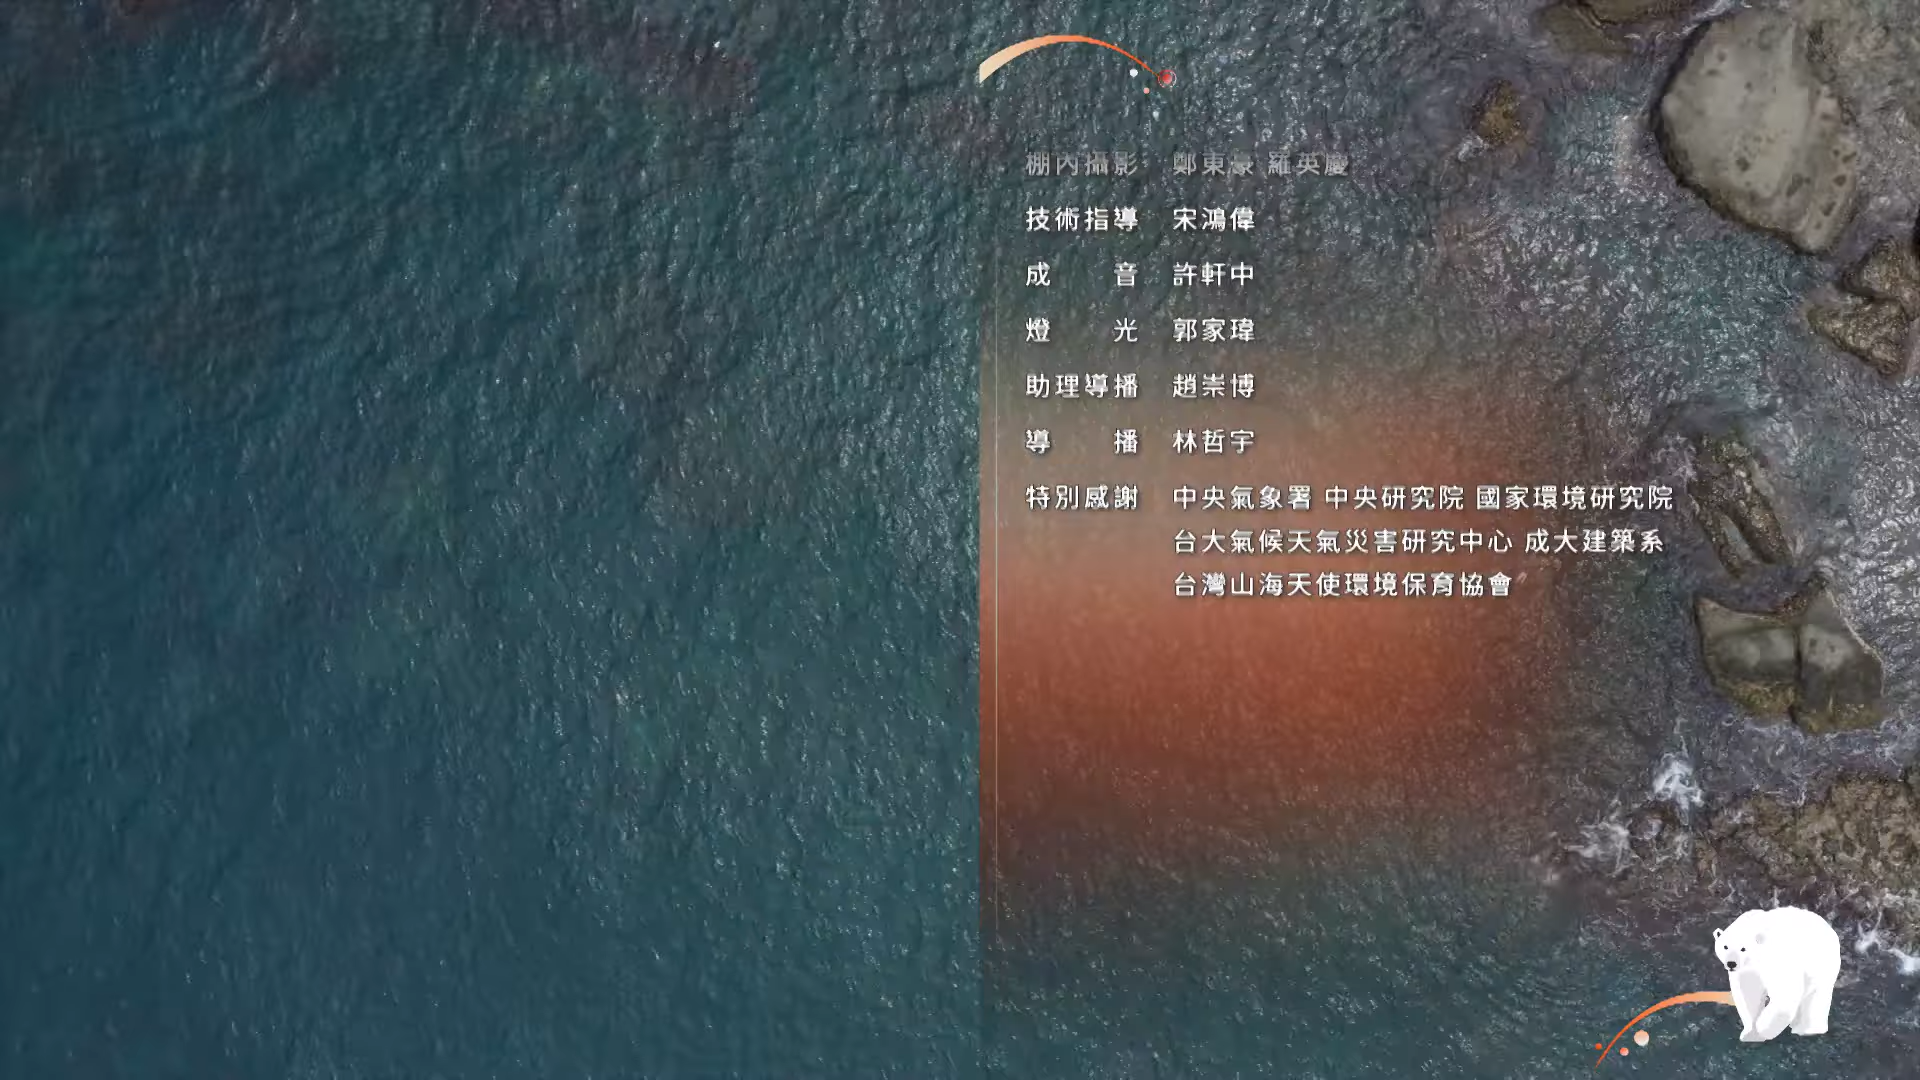 棚內攝影 鄭東濠 羅英慶
技術指導 宋鴻偉
成音 許軒中
燈光 郭家瑋
助理導播 趙崇博
導播 林哲宇
特別感謝 中央氣象署 中央研究院 國家環境研究院
台大氣候天氣災害研究中心 成大建築系
台灣山海天使環境保育協會